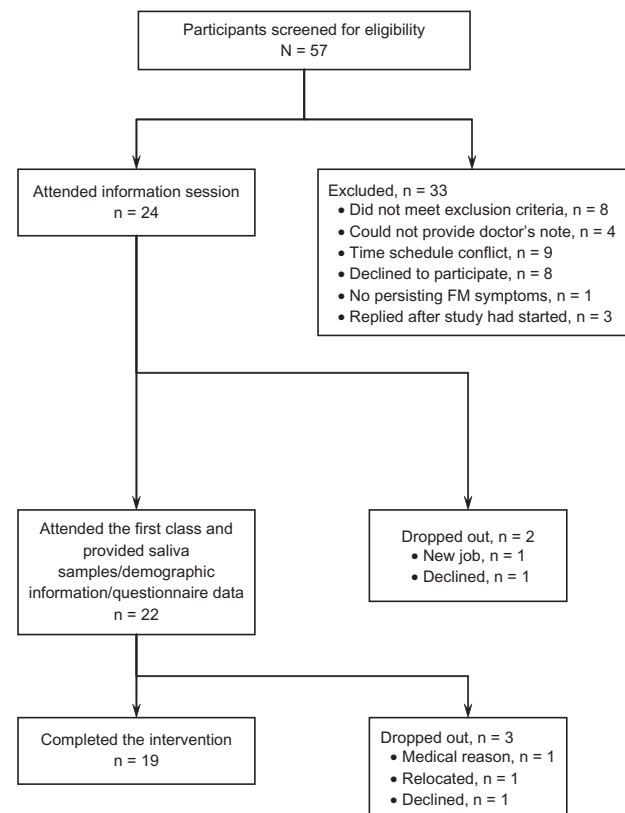 Participants screened for eligibility
N = 57
Attended information session
n = 24
Excluded, n = 33
• Did not meet exclusion criteria, n = 8
• Could not provide doctor's note, n = 4
• Time schedule conflict, n = 9
• Declined to participate, n = 8
• No persisting FM symptoms, n = 1
• Replied after study had started, n = 3
Attended the first class and
provided saliva
samples/demographic
information/questionnaire data
n = 22
Dropped out, n = 2
• New job, n = 1
• Declined, n = 1
Completed the intervention
n = 19
Dropped out, n = 3
• Medical reason, n = 1
• Relocated, n = 1
• Declined, n = 1